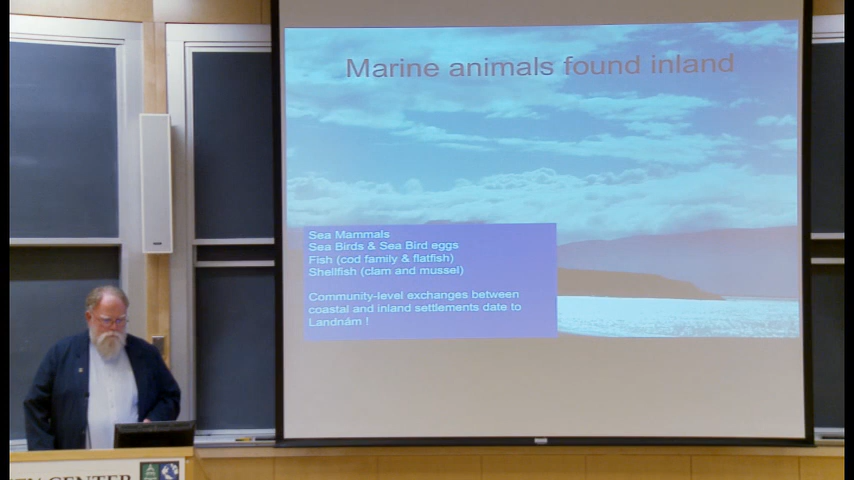 Marine animals found inland
Sea Mammals
Sea Birds & Sea Bird eggs
Fish (cod family & flatfish)
Shellfish (clam and mussel)
Community-level exchanges between
coastal and inland settlements date to
Landnám !
CENTER